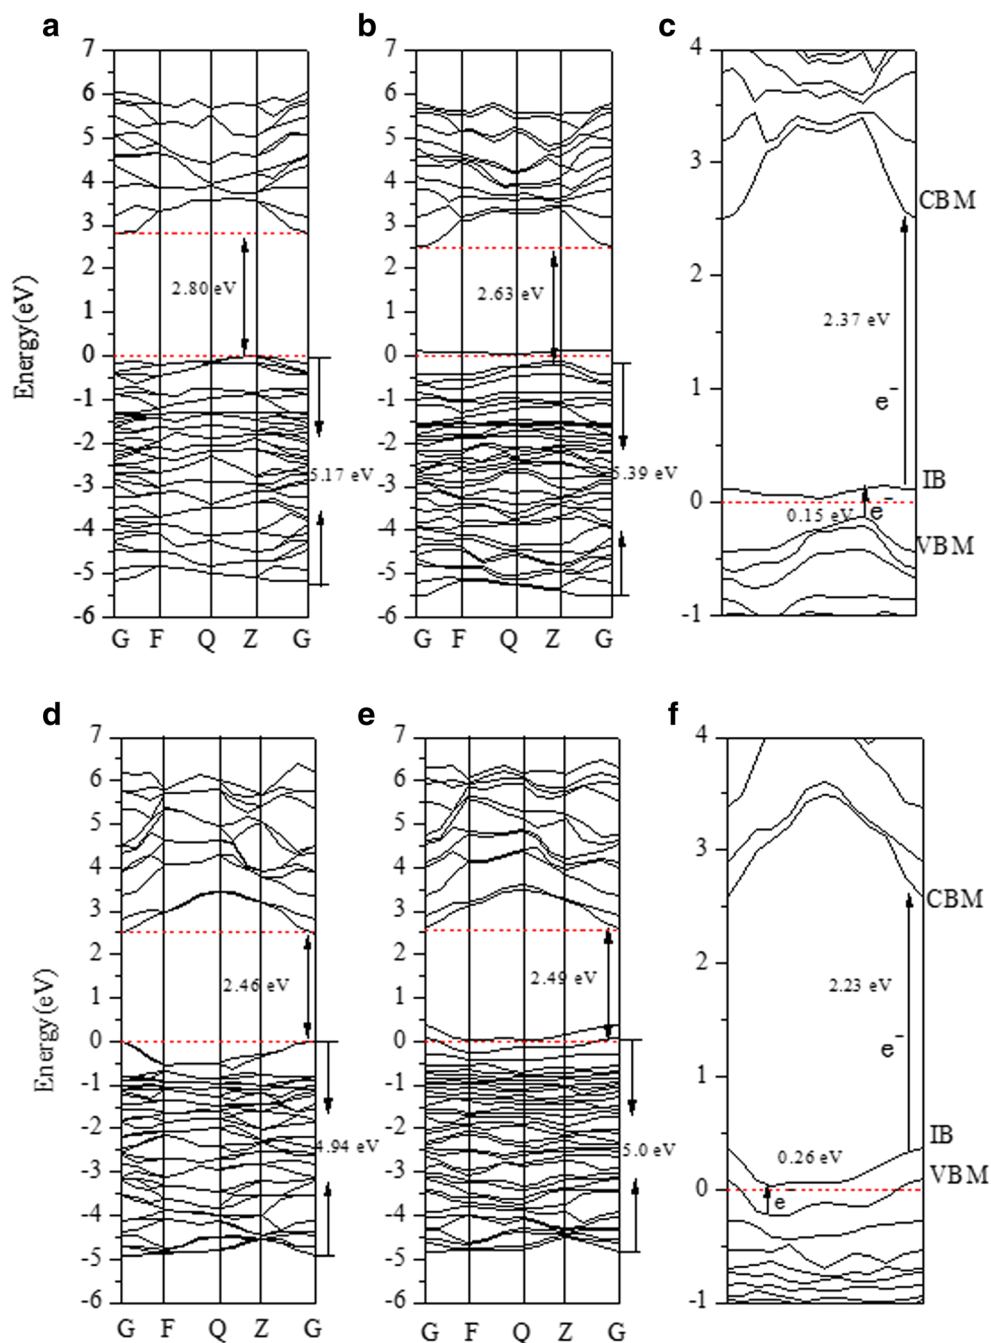 a
b
c
7
6
5
4
3
2
1
0
-1
-2
-3
-4
-5
-6
Energy(eV)
2.80 eV
5.17 eV
G F Q Z G
7
6
5
4
3
2
1
0
-1
-2
-3
-4
-5
-6
2.63 eV
5.39 eV
G F Q Z G
4
3
2
1
0
-1
CBM
2.37 eV
e⁻
IB
0.15 eV
e⁻
VBM
d
e
f
7
6
5
4
3
2
1
0
-1
-2
-3
-4
-5
-6
Energy(eV)
2.46 eV
4.94 eV
G F Q Z G
7
6
5
4
3
2
1
0
-1
-2
-3
-4
-5
-6
2.49 eV
5.0 eV
G F Q Z G
4
3
2
1
0
-1
CBM
2.23 eV
e⁻
IB
0.26 eV
VBM
e⁻